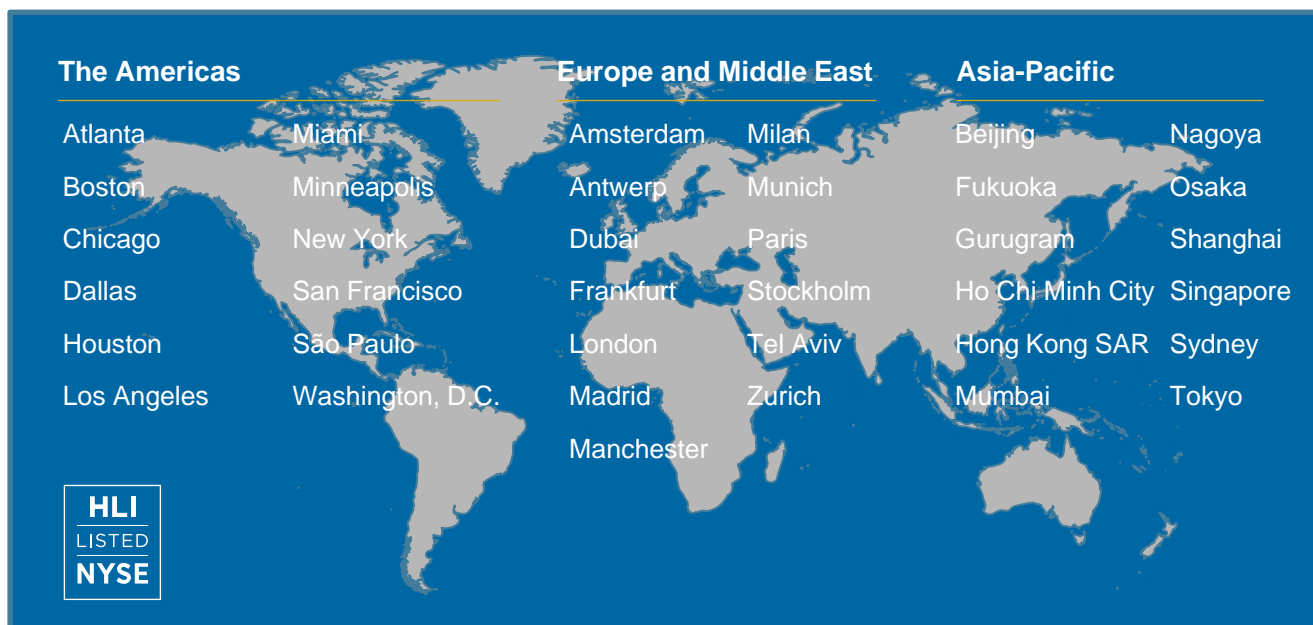 The Americas
Atlanta
Boston
Chicago
Dallas
Houston
Los Angeles
Miami
Minneapolis
New York
San Francisco
São Paulo
Washington, D.C.
Europe and Middle East
Amsterdam
Antwerp
Dubai
Frankfurt
London
Madrid
Manchester
Milan
Munich
Paris
Stockholm
Tel Aviv
Zurich
Asia-Pacific
Beijing
Fukuoka
Gurugram
Ho Chi Minh City
Hong Kong SAR
Mumbai
Nagoya
Osaka
Shanghai
Singapore
Sydney
Tokyo
HLI
LISTED
NYSE